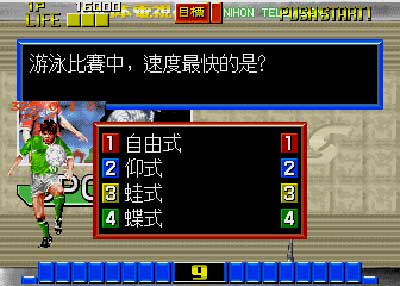 1P 16000 目標 NIHON TEL PUSH START!
LIFE
游泳比賽中，速度最快的是?
1 自由式 1
2 仰式 2
3 蛙式 3
4 蝶式 4
9